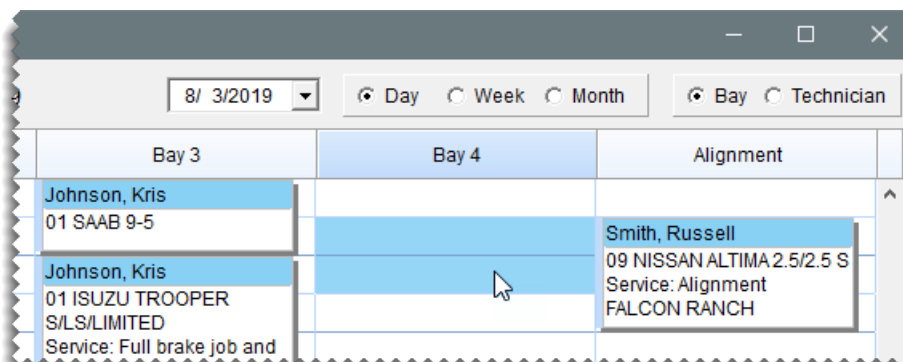 8/ 3/2019 Day Week Month Bay Technician
Bay 3 Bay 4 Alignment
Johnson, Kris
01 SAAB 9-5
Johnson, Kris
01 ISUZU TROOPER
S/LS/LIMITED
Service: Full brake job and
Smith, Russell
09 NISSAN ALTIMA 2.5/2.5 S
Service: Alignment
FALCON RANCH